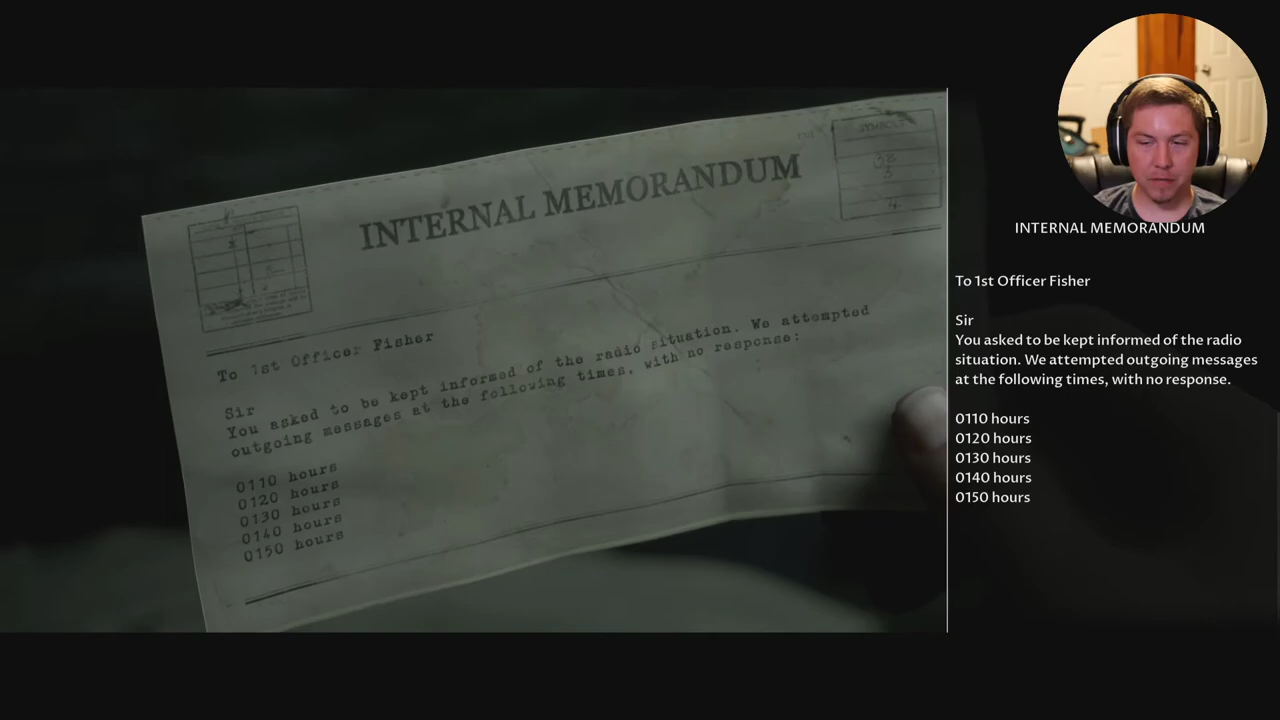 INTERNAL MEMORANDUM
SYMBOLS
To 1st Officer Fisher
Sir
You asked to be kept informed of the radio situation. We attempted
outgoing messages at the following times, with no response:
0110 hours
0120 hours
0130 hours
0140 hours
0150 hours
INTERNAL MEMORANDUM
To 1st Officer Fisher
Sir
You asked to be kept informed of the radio
situation. We attempted outgoing messages
at the following times, with no response.
0110 hours
0120 hours
0130 hours
0140 hours
0150 hours